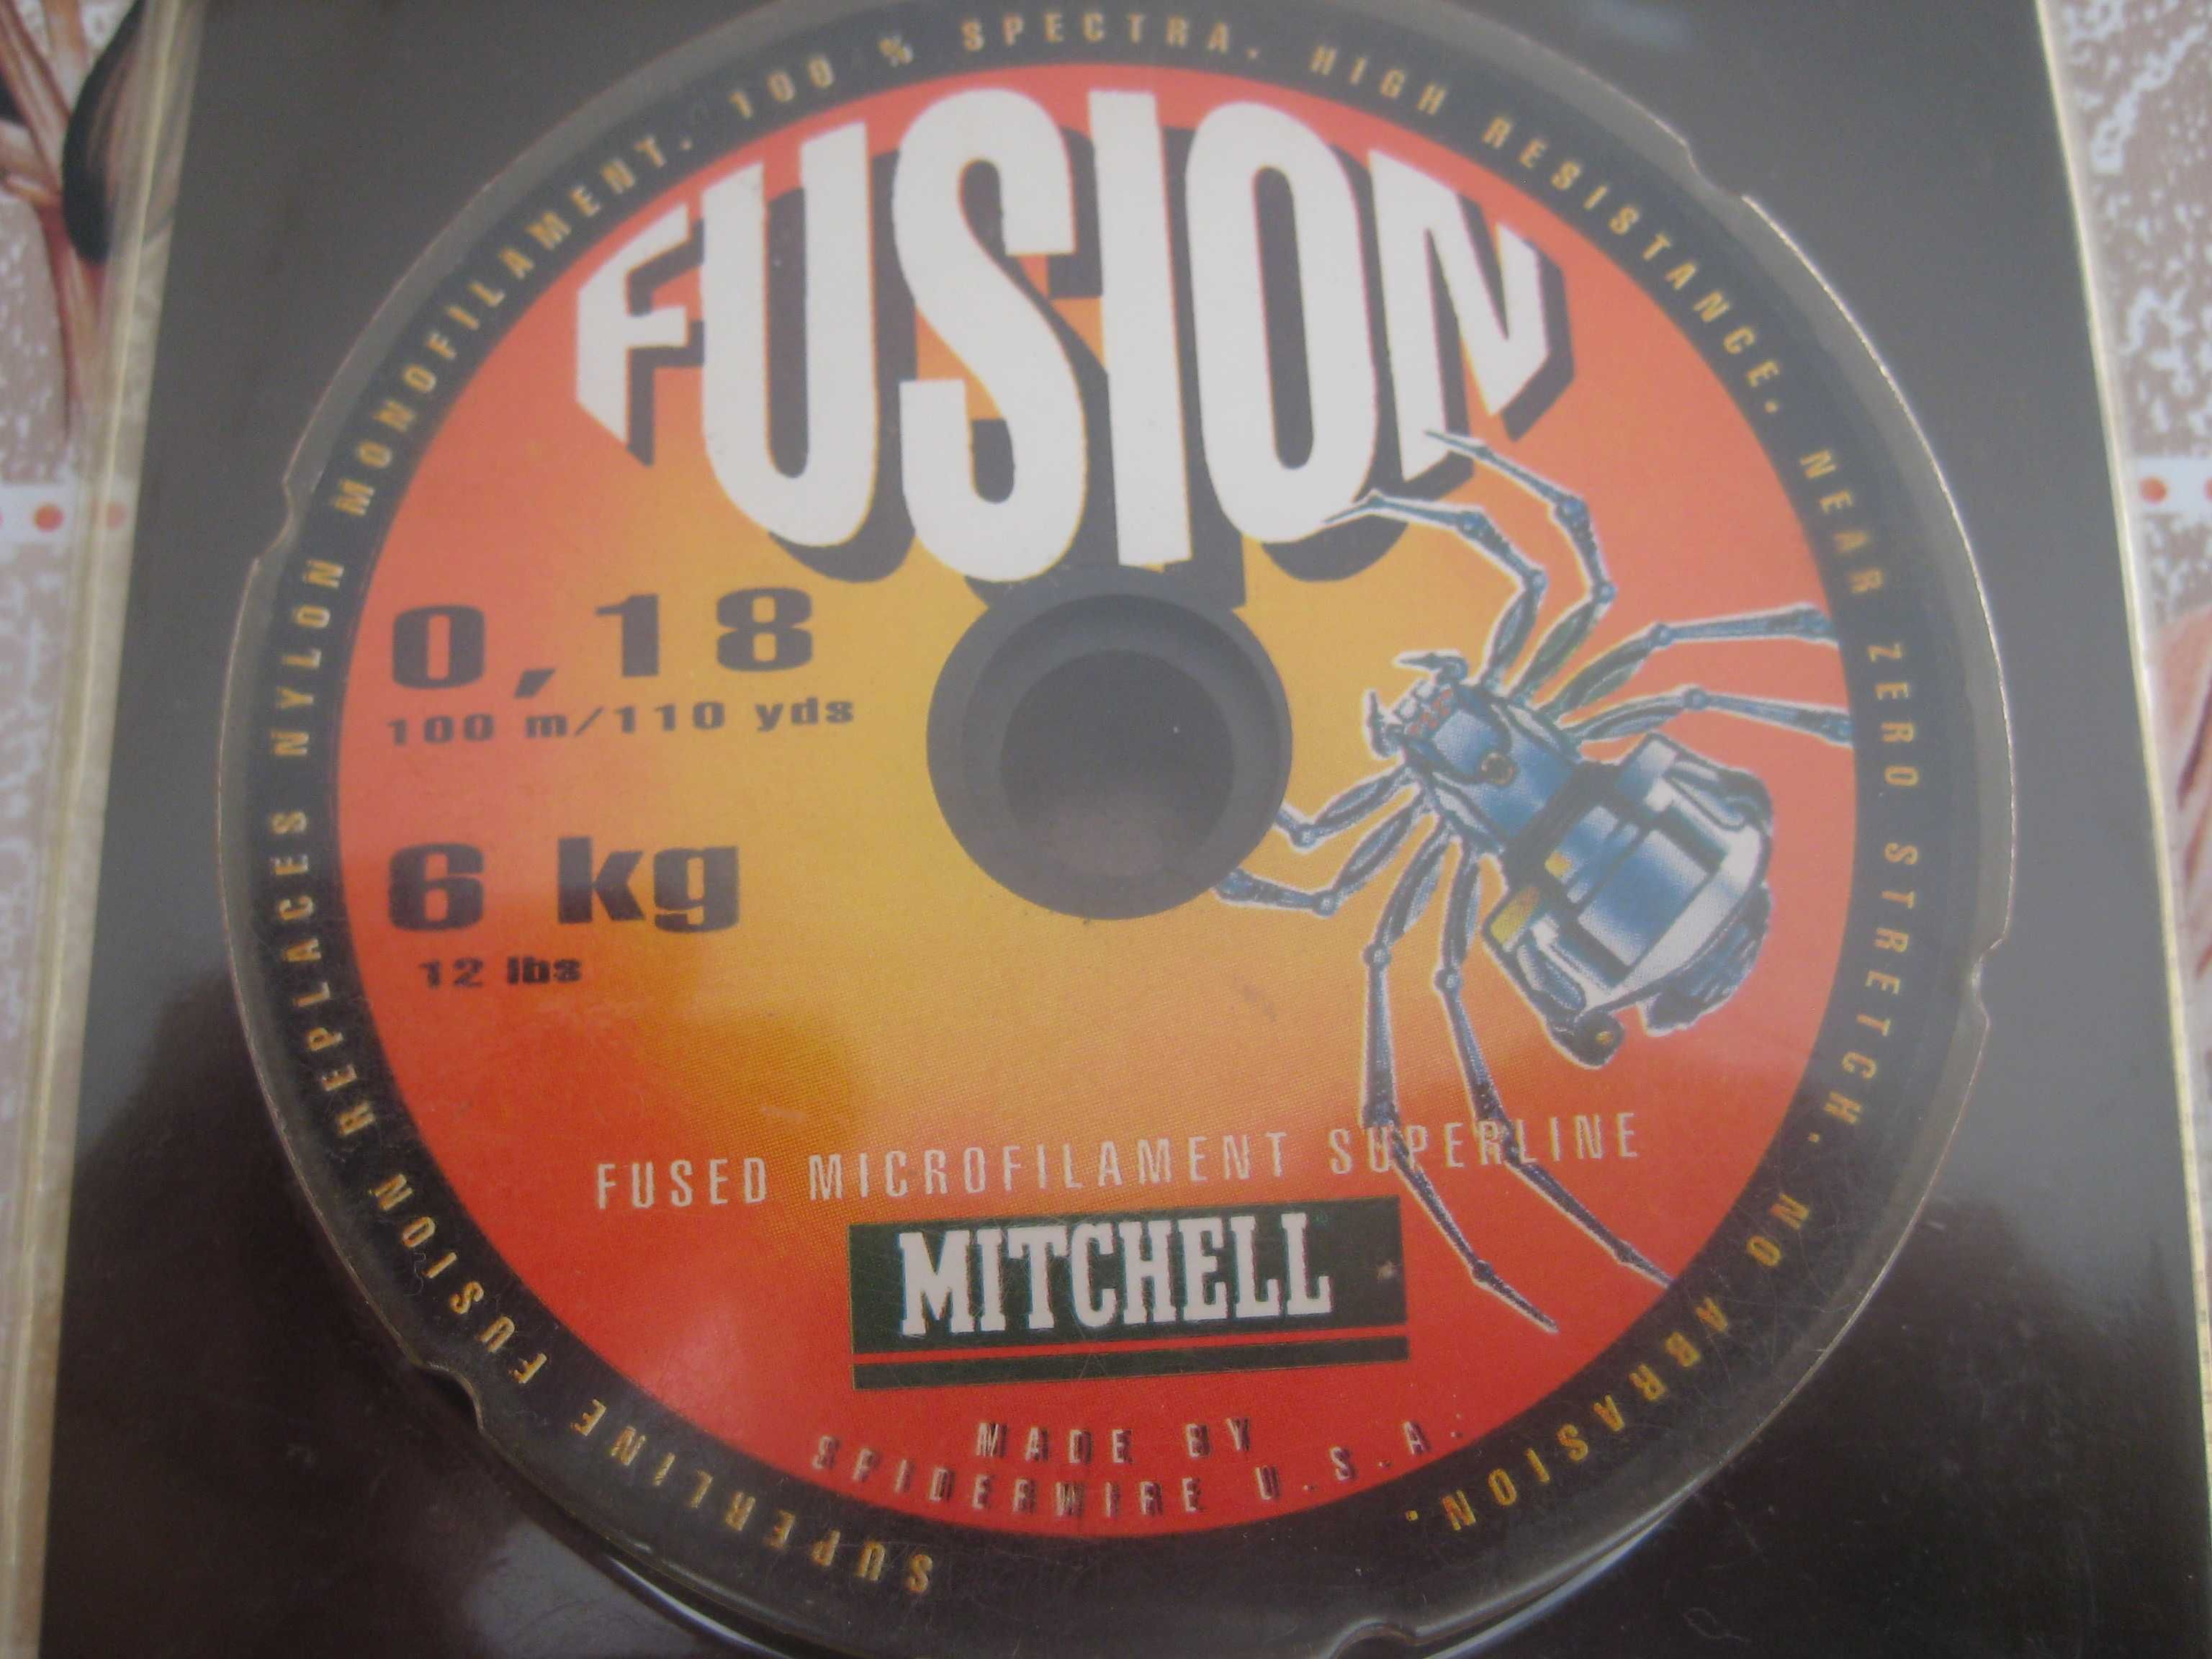 SUPERLINE FUSION REPLACES NYLON MONOFILAMENT. 100 % SPECTRA. HIGH RESISTANCE. NEAR ZERO STRETCH. NO ABRASION.
FUSION
0,18
100 m/110 yds
6 kg
12 lbs
FUSED MICROFILAMENT SUPERLINE
MITCHELL
MADE BY
SPIDERWIRE U.S.A.